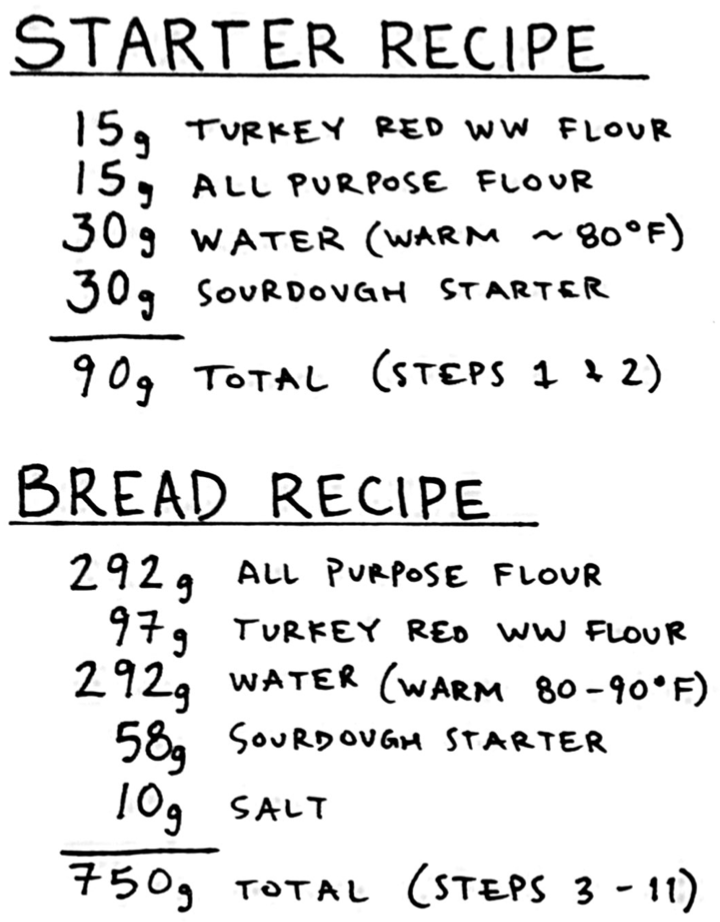 STARTER RECIPE
15g TURKEY RED WW FLOUR
15g ALL PURPOSE FLOUR
30g WATER (WARM ~ 80°F)
30g SOURDOUGH STARTER
90g TOTAL (STEPS 1 & 2)
BREAD RECIPE
292g ALL PURPOSE FLOUR
97g TURKEY RED WW FLOUR
292g WATER (WARM 80-90°F)
58g SOURDOUGH STARTER
10g SALT
750g TOTAL (STEPS 3-11)